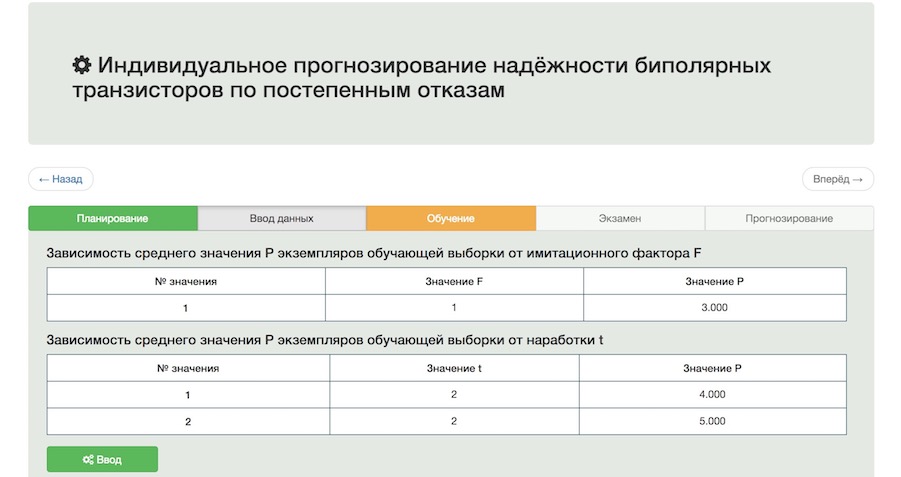 Индивидуальное прогнозирование надёжности биполярных
транзисторов по постепенным отказам
← Назад
Вперёд →
Планирование
Ввод данных
Обучение
Экзамен
Прогнозирование
Зависимость среднего значения P экземпляров обучающей выборки от имитационного фактора F
№ значения Значение F Значение P
1 1 3.000
Зависимость среднего значения P экземпляров обучающей выборки от наработки t
№ значения Значение t Значение P
1 2 4.000
2 2 5.000
Ввод